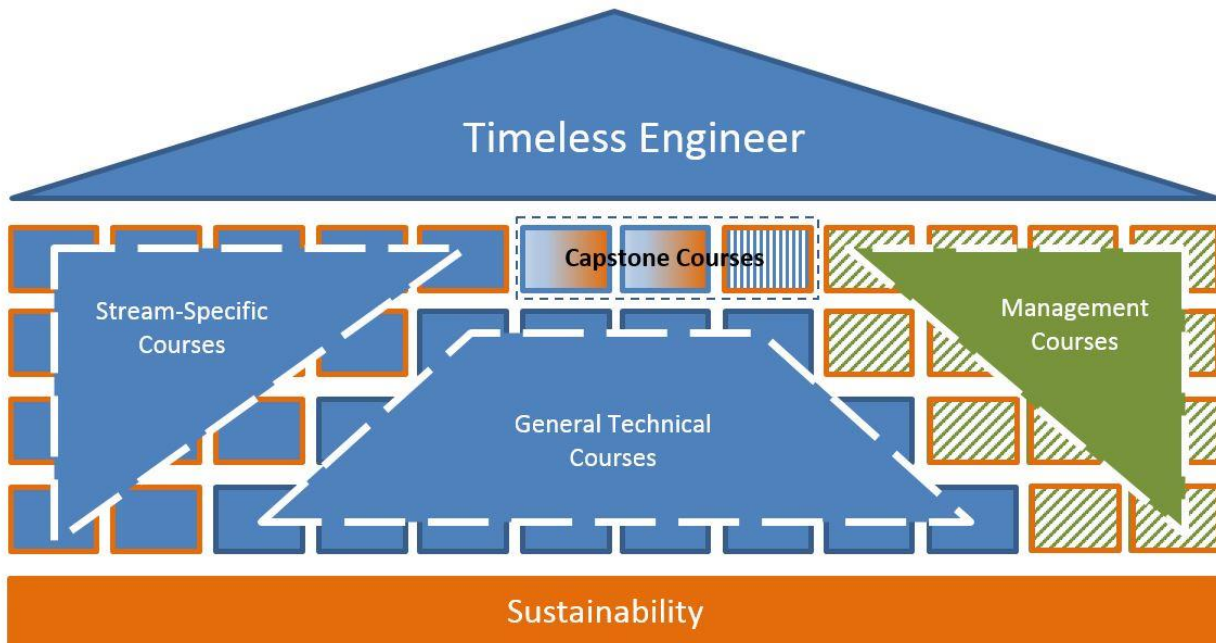 Timeless Engineer
Capstone Courses
Stream-Specific
Courses
Management
Courses
General Technical
Courses
Sustainability